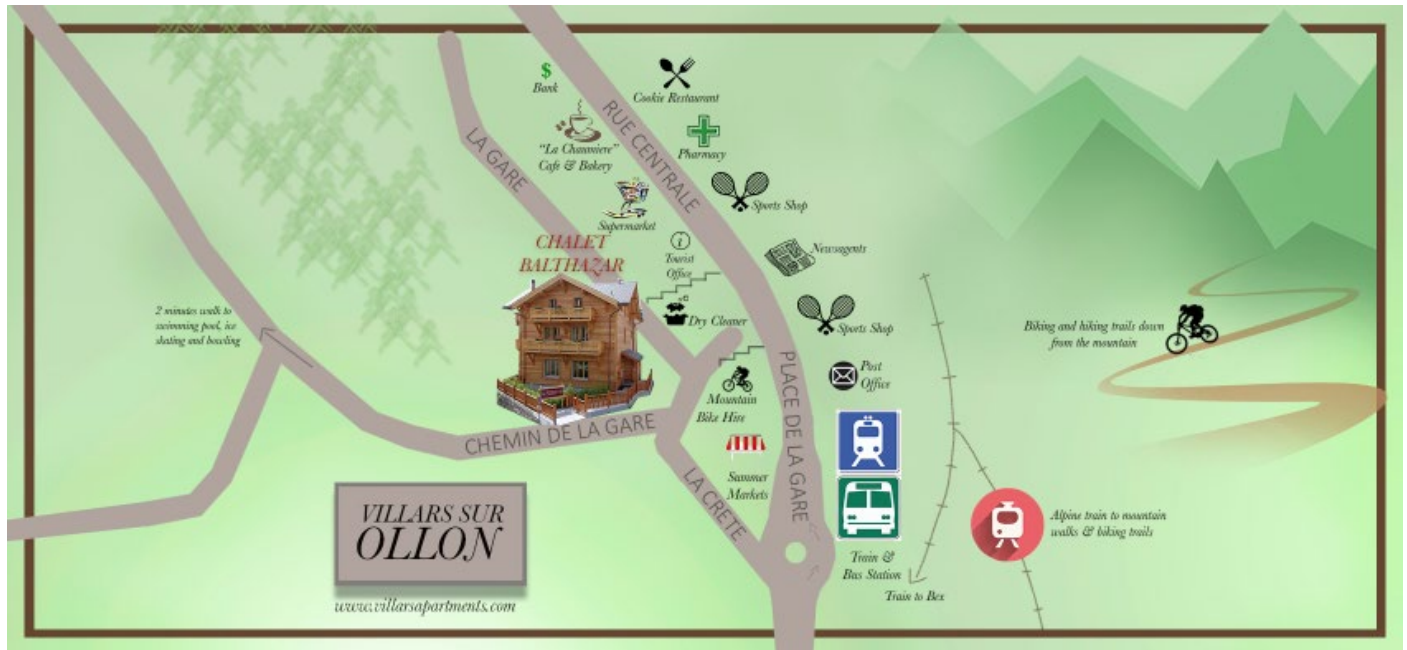 $
Bank
Cookie Restaurant
"La Chaumiere"
Cafe & Bakery
Pharmacy
RUE CENTRALE
LA GARE
Sports Shop
Supermarket
CHALET
BALTHAZAR
i
Tourist
Office
Newsagents
Dry Cleaner
Sports Shop
2 minutes walk to
swimming pool, ice
skating and bowling
Biking and hiking trails down
from the mountain
Post
Office
Mountain
Bike Hire
PLACE DE LA GARE
CHEMIN DE LA GARE
Summer
Markets
LA CRETE
VILLARS SUR
OLLON
www.villarsapartments.com
Alpine train to mountain
walks & biking trails
Train &
Bus Station
Train to Bex